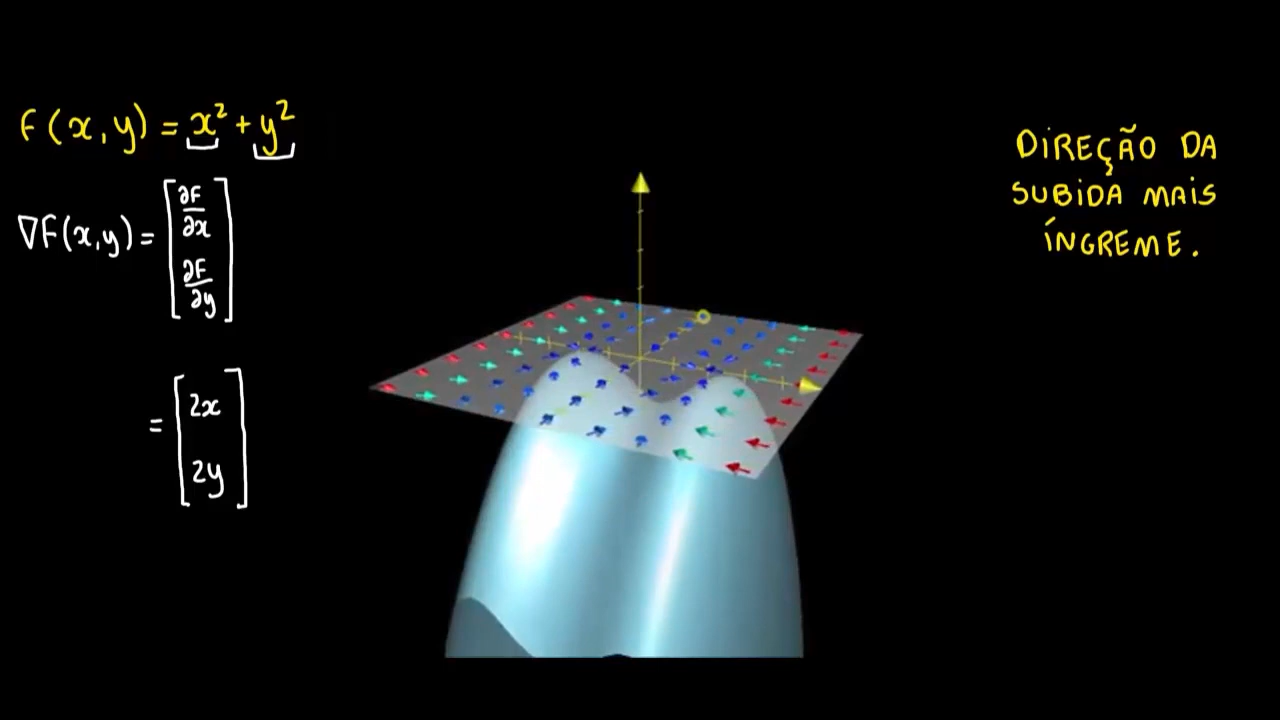 F(x,y) = x² + y²
∇F(x,y) = [∂F/∂x
∂F/∂y]
= [2x
2y]
DIREÇÃO DA
SUBIDA MAIS
ÍNGREME.